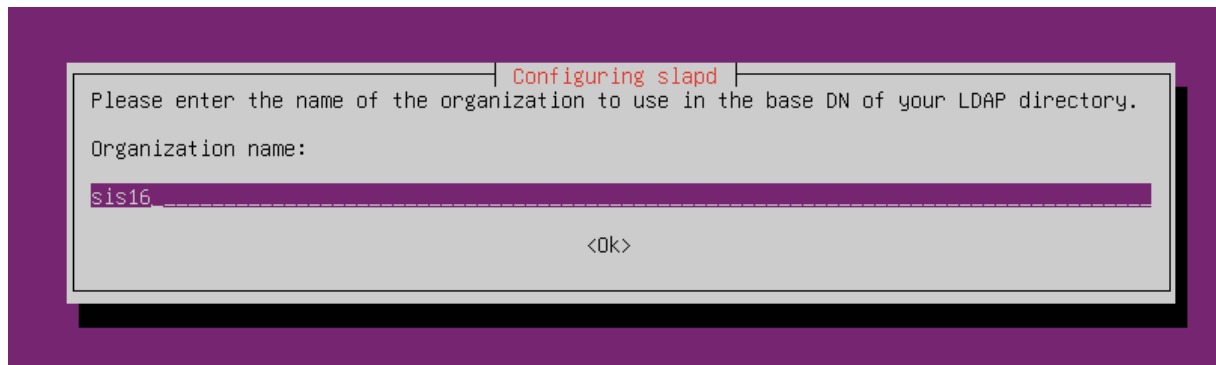 Configuring slapd
Please enter the name of the organization to use in the base DN of your LDAP directory.
Organization name:
sis16
<Ok>